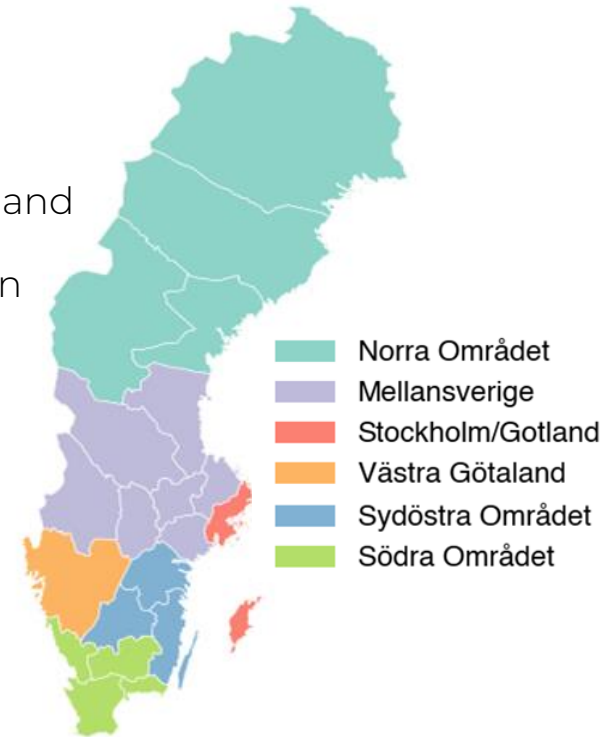 and
n
Norra Området
Mellansverige
Stockholm/Gotland
Västra Götaland
Sydöstra Området
Södra Området